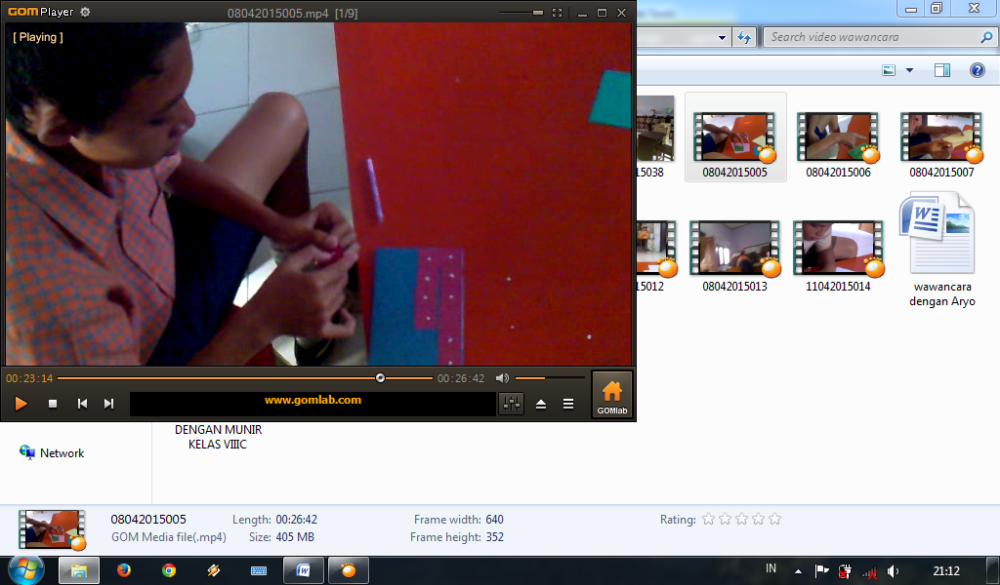 GOM Player 08042015005.mp4 [1/9]
[ Playing ]
Search video wawancara
15038
08042015005
08042015006
08042015007
15012
08042015013
11042015014
wawancara
dengan Aryo
00:23:14
00:26:42
www.gomlab.com
GOMlab
DENGAN MUNIR
KELAS VIIIC
Network
08042015005 Length: 00:26:42 Frame width: 640 Rating:
GOM Media file(.mp4) Size: 405 MB Frame height: 352
IN
21:12